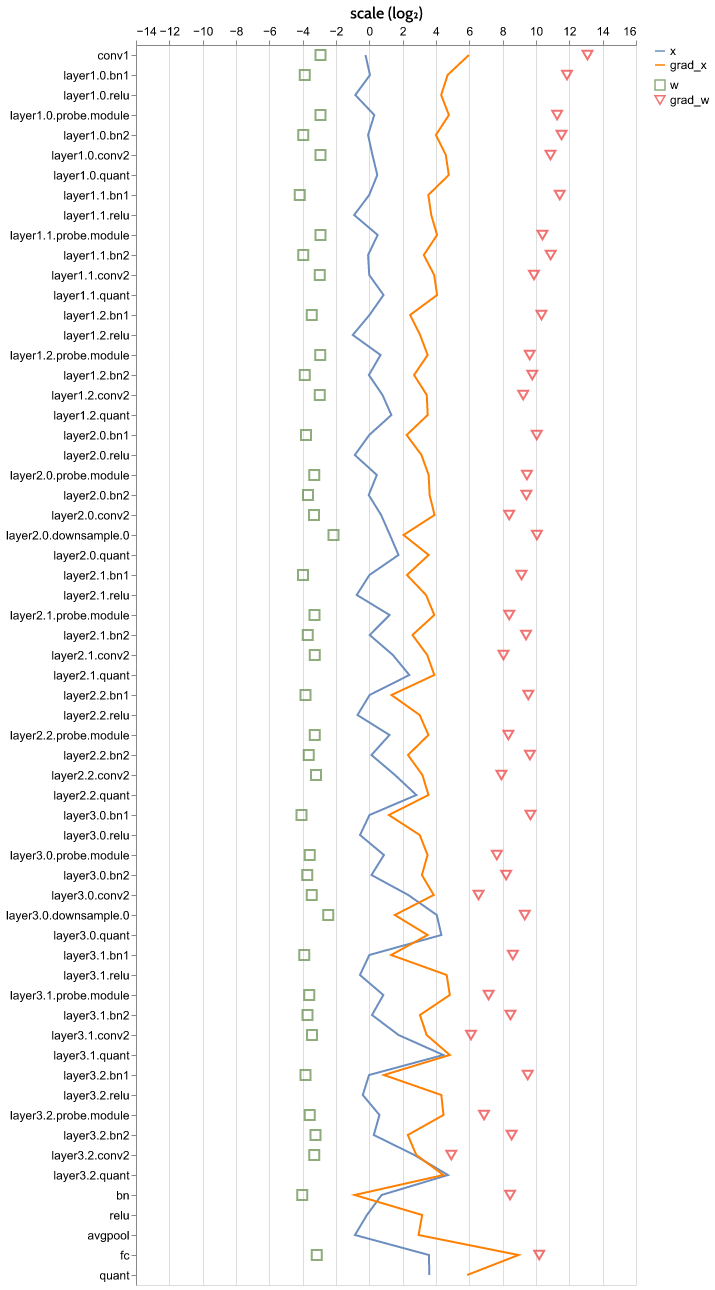 scale (log₂)
−14 −12 −10 −8 −6 −4 −2 0 2 4 6 8 10 12 14 16
conv1
layer1.0.bn1
layer1.0.relu
layer1.0.probe.module
layer1.0.bn2
layer1.0.conv2
layer1.0.quant
layer1.1.bn1
layer1.1.relu
layer1.1.probe.module
layer1.1.bn2
layer1.1.conv2
layer1.1.quant
layer1.2.bn1
layer1.2.relu
layer1.2.probe.module
layer1.2.bn2
layer1.2.conv2
layer1.2.quant
layer2.0.bn1
layer2.0.relu
layer2.0.probe.module
layer2.0.bn2
layer2.0.conv2
layer2.0.downsample.0
layer2.0.quant
layer2.1.bn1
layer2.1.relu
layer2.1.probe.module
layer2.1.bn2
layer2.1.conv2
layer2.1.quant
layer2.2.bn1
layer2.2.relu
layer2.2.probe.module
layer2.2.bn2
layer2.2.conv2
layer2.2.quant
layer3.0.bn1
layer3.0.relu
layer3.0.probe.module
layer3.0.bn2
layer3.0.conv2
layer3.0.downsample.0
layer3.0.quant
layer3.1.bn1
layer3.1.relu
layer3.1.probe.module
layer3.1.bn2
layer3.1.conv2
layer3.1.quant
layer3.2.bn1
layer3.2.relu
layer3.2.probe.module
layer3.2.bn2
layer3.2.conv2
layer3.2.quant
bn
relu
avgpool
fc
quant
x
grad_x
w
grad_w